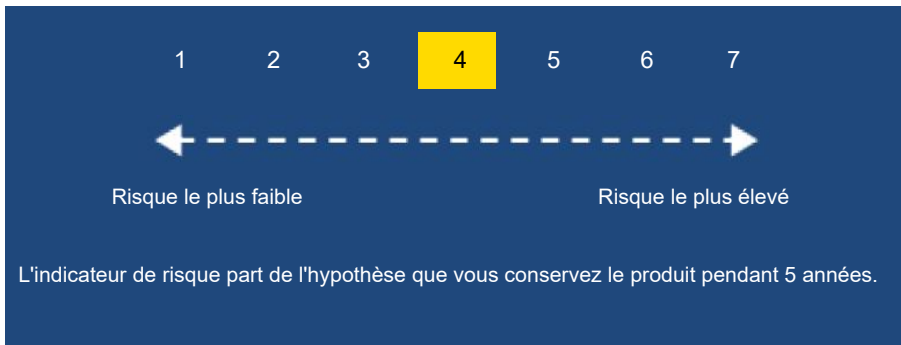 1 2 3 4 5 6 7
Risque le plus faible Risque le plus élevé
L'indicateur de risque part de l'hypothèse que vous conservez le produit pendant 5 années.